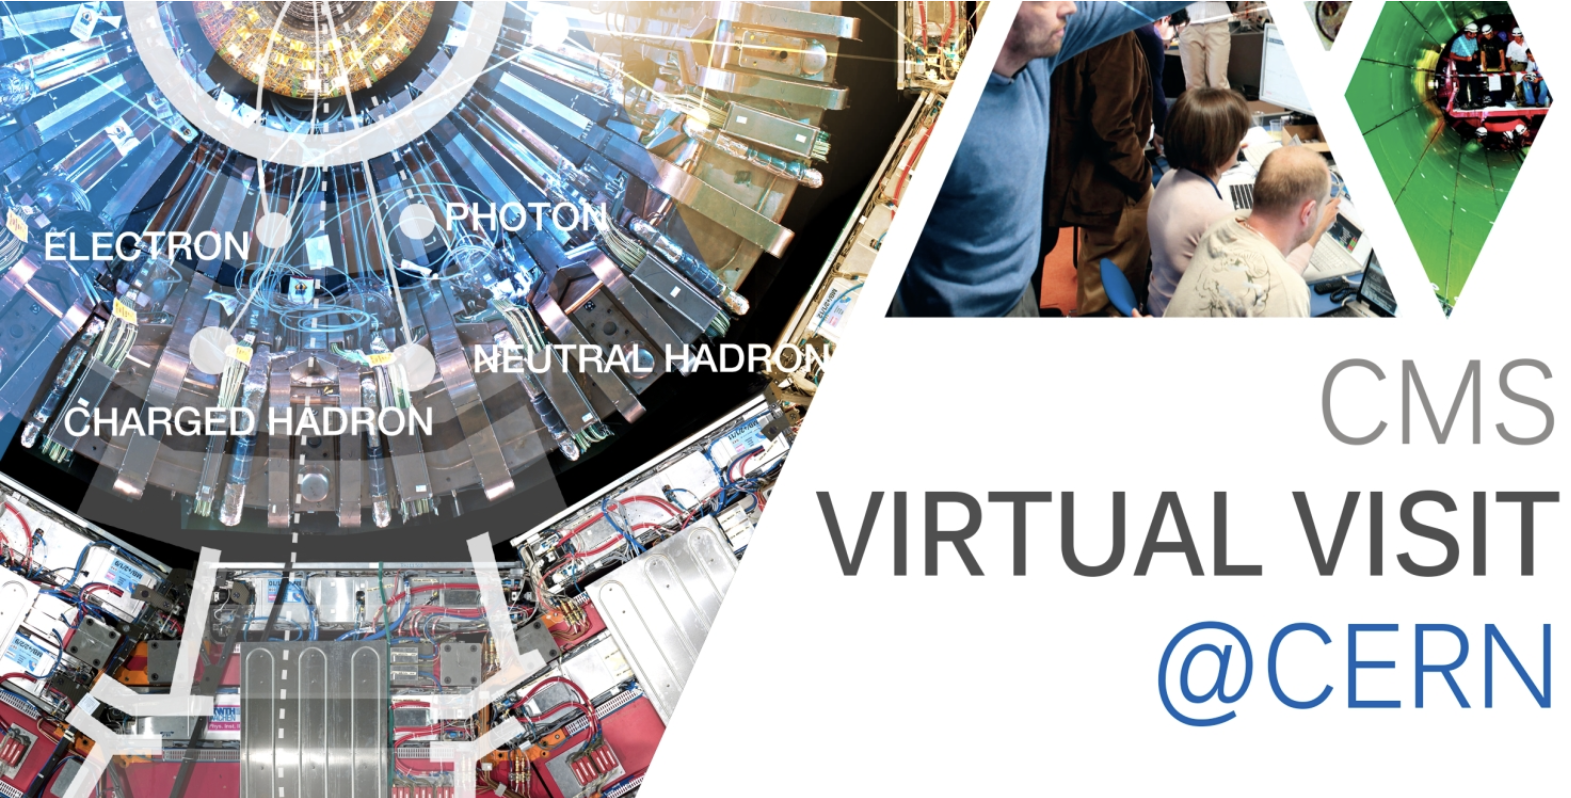 ELECTRON
PHOTON
NEUTRAL HADRON
CHARGED HADRON
CMS
VIRTUAL VISIT
@CERN